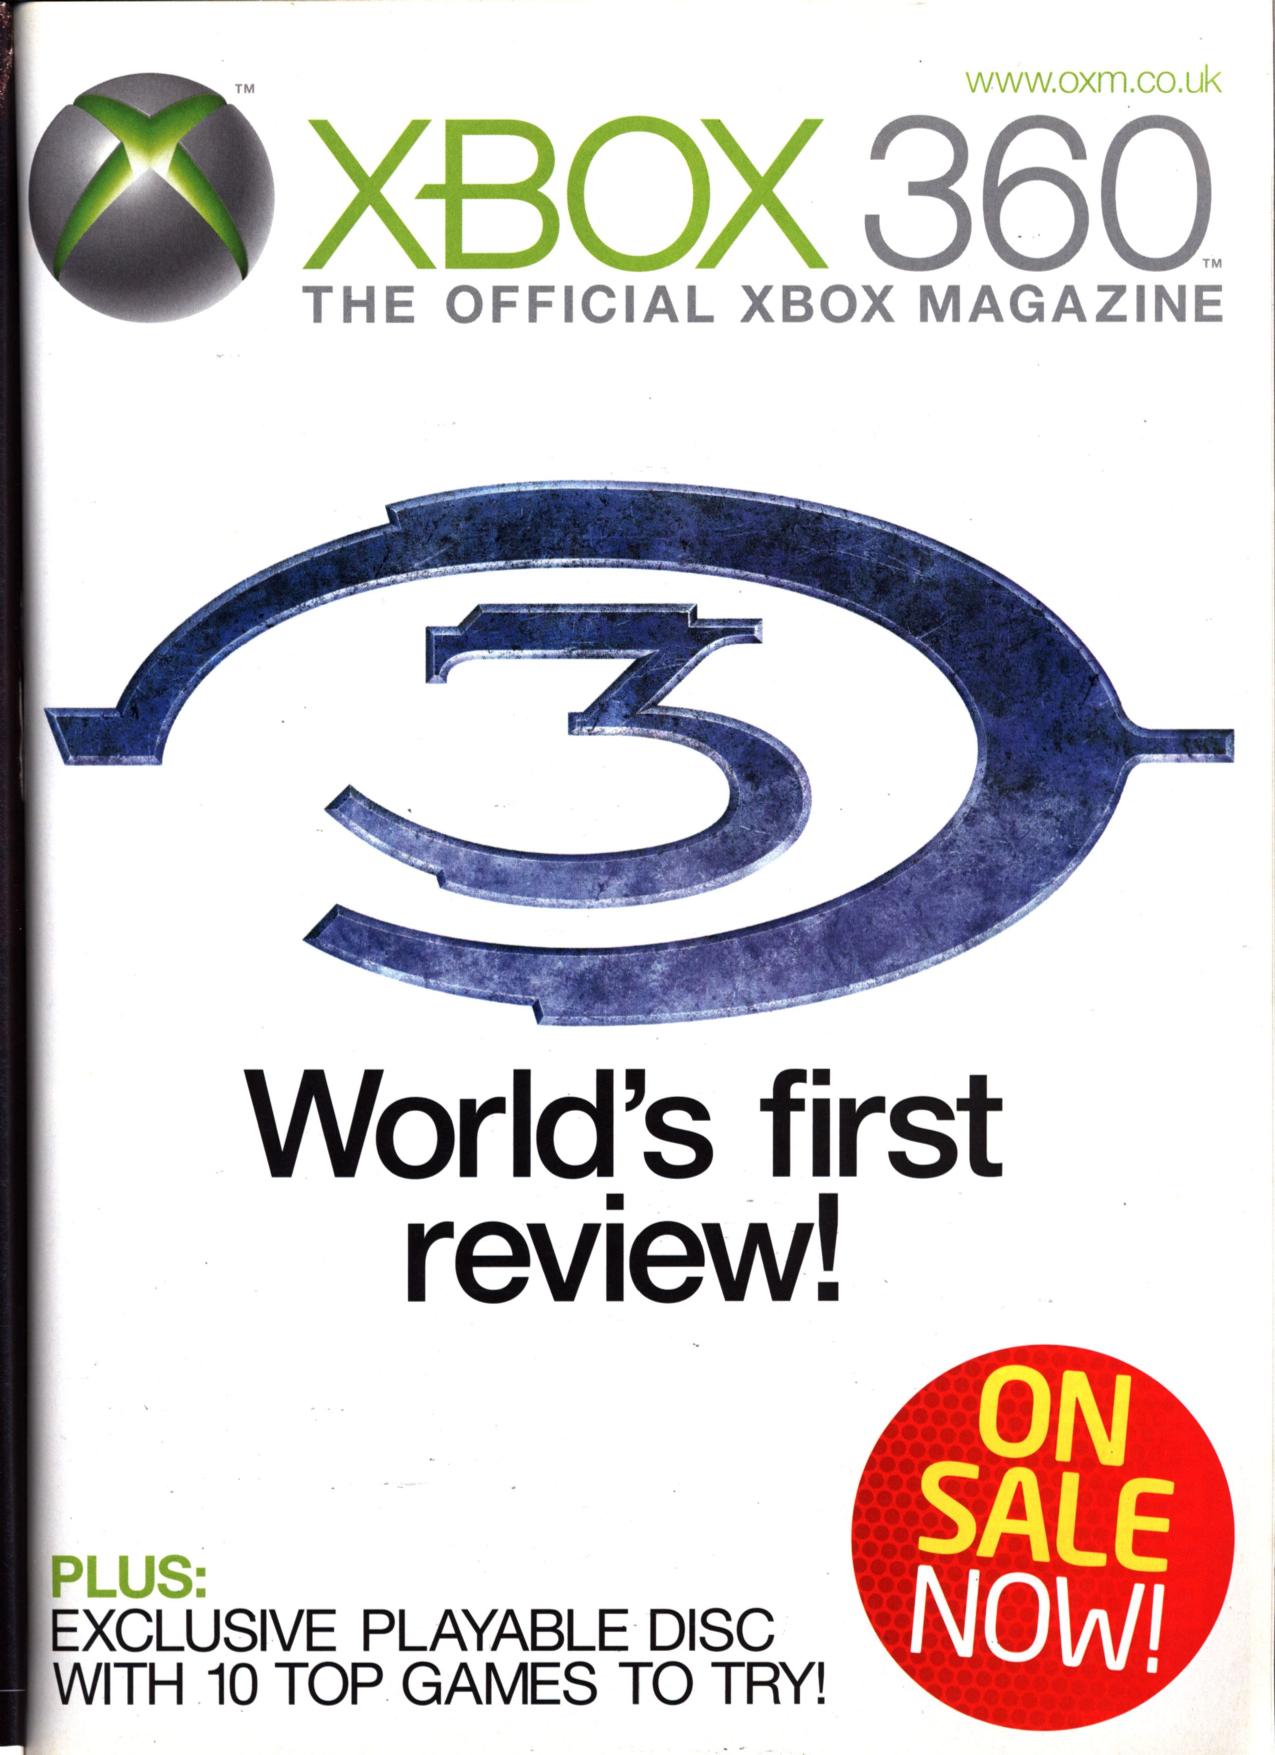 www.oxm.co.uk
TM
XBOX 360
TM
THE OFFICIAL XBOX MAGAZINE
3
World's first
review!
ON
SALE
NOW!
PLUS:
EXCLUSIVE PLAYABLE DISC
WITH 10 TOP GAMES TO TRY!